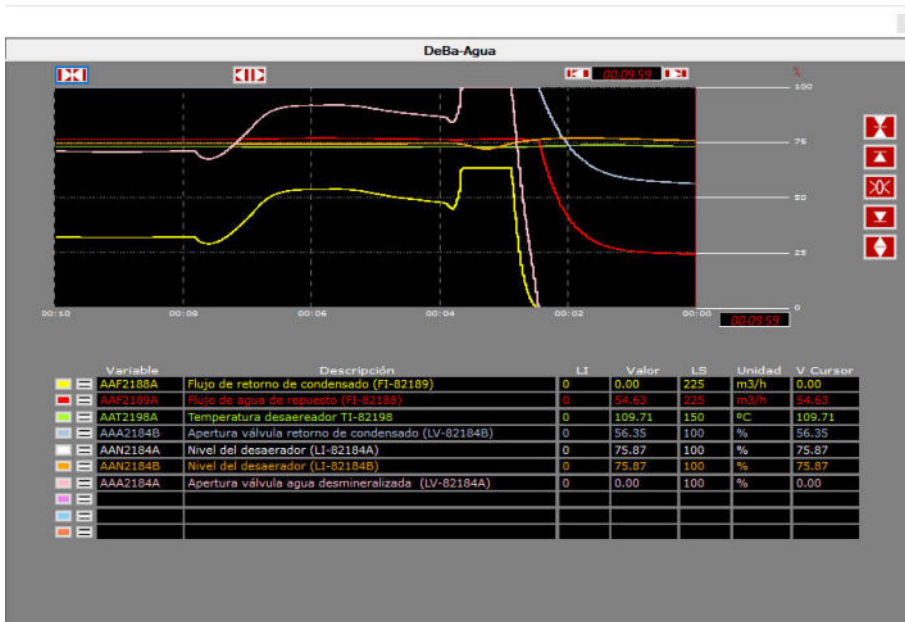 DeBa-Agua
00:09:59
%
100
75
50
25
0
00:10 00:08 00:06 00:04 00:02 00:00
00:09:59
Variable Descripción LI Valor LS Unidad V Cursor
AAF2188A Flujo de retorno de condensado (FI-82189) 0 0.00 225 m3/h 0.00
AAF2189A Flujo de agua de repuesto (FI-82188) 0 54.63 225 m3/h 54.63
AAT2198A Temperatura desaereador TI-82198 0 109.71 150 ºC 109.71
AAA2184B Apertura válvula retorno de condensado (LV-82184B) 0 56.35 100 % 56.35
AAN2184A Nivel del desaerador (LI-82184A) 0 75.87 100 % 75.87
AAN2184B Nivel del desaerador (LI-82184B) 0 75.87 100 % 75.87
AAA2184A Apertura válvula agua desmineralizada (LV-82184A) 0 0.00 100 % 0.00